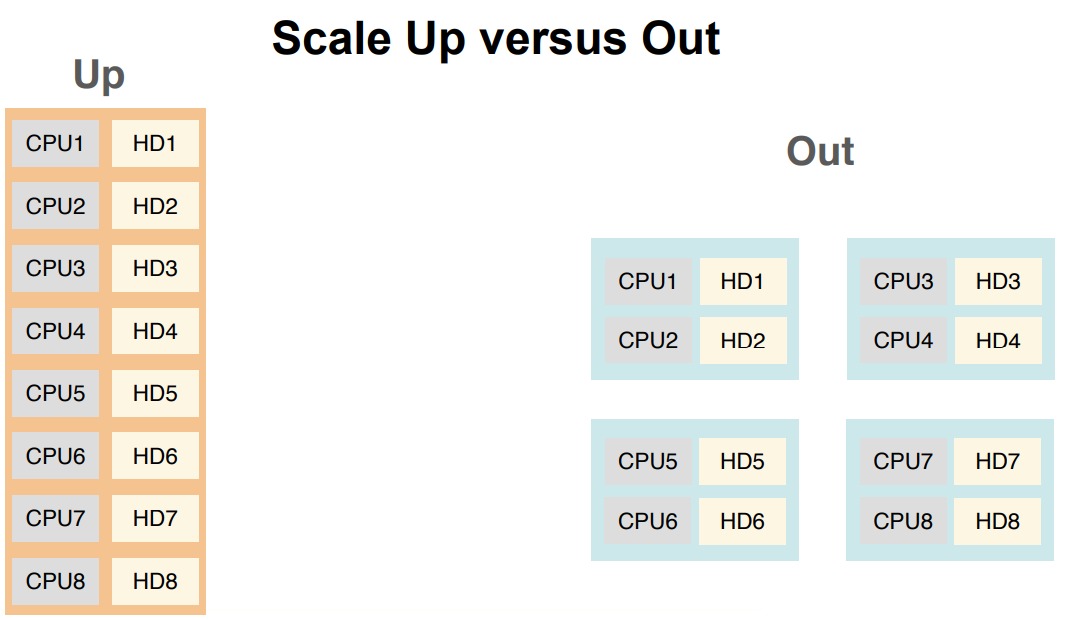 Scale Up versus Out
Up
CPU1 HD1
CPU2 HD2
CPU3 HD3
CPU4 HD4
CPU5 HD5
CPU6 HD6
CPU7 HD7
CPU8 HD8
Out
CPU1 HD1
CPU2 HD2
CPU3 HD3
CPU4 HD4
CPU5 HD5
CPU6 HD6
CPU7 HD7
CPU8 HD8